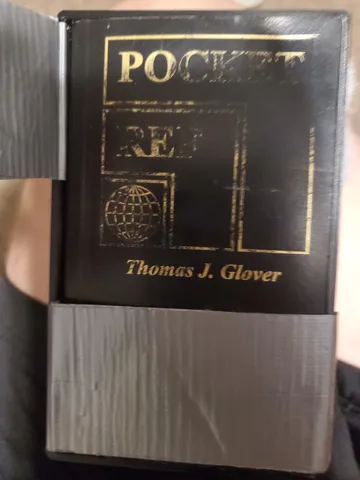 POCKET
REF
Thomas J. Glover